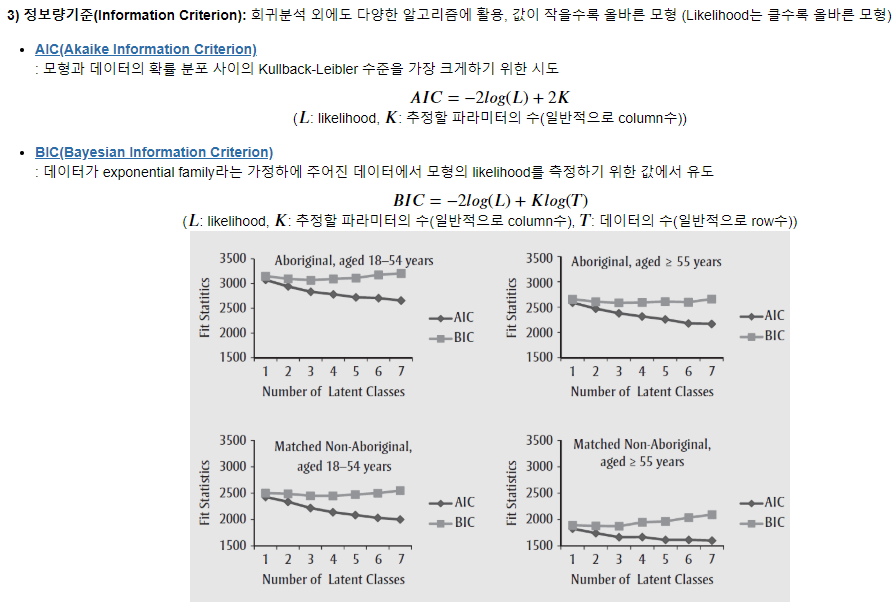 3) 정보량기준(Information Criterion): 회귀분석 외에도 다양한 알고리즘에 활용, 값이 작을수록 올바른 모형 (Likelihood는 클수록 올바른 모형)
• AIC(Akaike Information Criterion)
: 모형과 데이터의 확률 분포 사이의 Kullback-Leibler 수준을 가장 크게하기 위한 시도
AIC = −2log(L) + 2K
(L: likelihood, K: 추정할 파라미터의 수(일반적으로 column수))
• BIC(Bayesian Information Criterion)
: 데이터가 exponential family라는 가정하에 주어진 데이터에서 모형의 likelihood를 측정하기 위한 값에서 유도
BIC = −2log(L) + Klog(T)
(L: likelihood, K: 추정할 파라미터의 수(일반적으로 column수), T: 데이터의 수(일반적으로 row수))
Aboriginal, aged 18–54 years
Fit Statitics
3500
3000
2500
2000
1500
1 2 3 4 5 6 7
Number of Latent Classes
AIC
BIC
Aboriginal, aged ≥ 55 years
Fit Statitics
3500
3000
2500
2000
1500
1 2 3 4 5 6 7
Number of Latent Classes
AIC
BIC
Matched Non-Aboriginal,
aged 18–54 years
Fit Statistics
3500
3000
2500
2000
1500
1 2 3 4 5 6 7
Number of Latent Classes
AIC
BIC
Matched Non-Aboriginal,
aged ≥ 55 years
Fit Statistics
3500
3000
2500
2000
1500
1 2 3 4 5 6 7
Number of Latent Classes
AIC
BIC